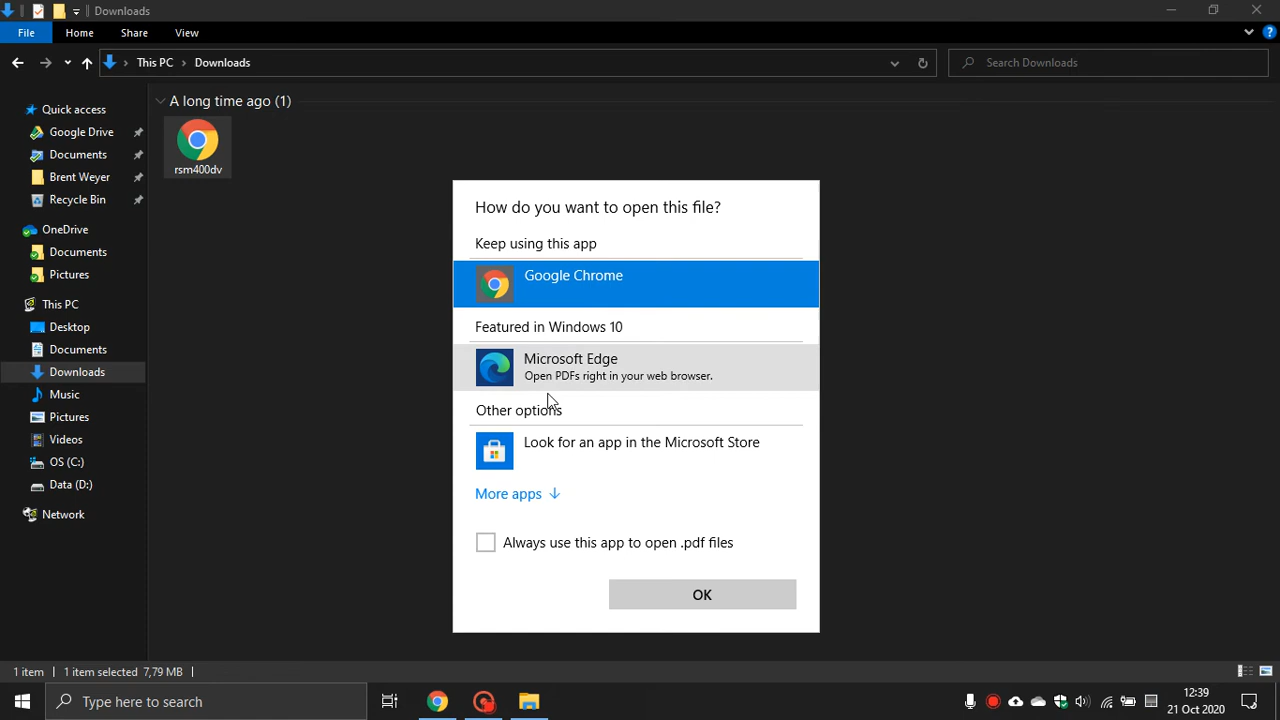 Downloads
File
Home
Share
View
This PC
Downloads
Search Downloads
Quick access
Google Drive
Documents
Brent Weyer
Recycle Bin
OneDrive
Documents
Pictures
This PC
Desktop
Documents
Downloads
Music
Pictures
Videos
OS (C:)
Data (D:)
Network
A long time ago (1)
rsm400dv
How do you want to open this file?
Keep using this app
Google Chrome
Featured in Windows 10
Microsoft Edge
Open PDFs right in your web browser.
Other options
Look for an app in the Microsoft Store
More apps
Always use this app to open .pdf files
OK
1 item
1 item selected 7,79 MB
Type here to search
12:39
21 Oct 2020